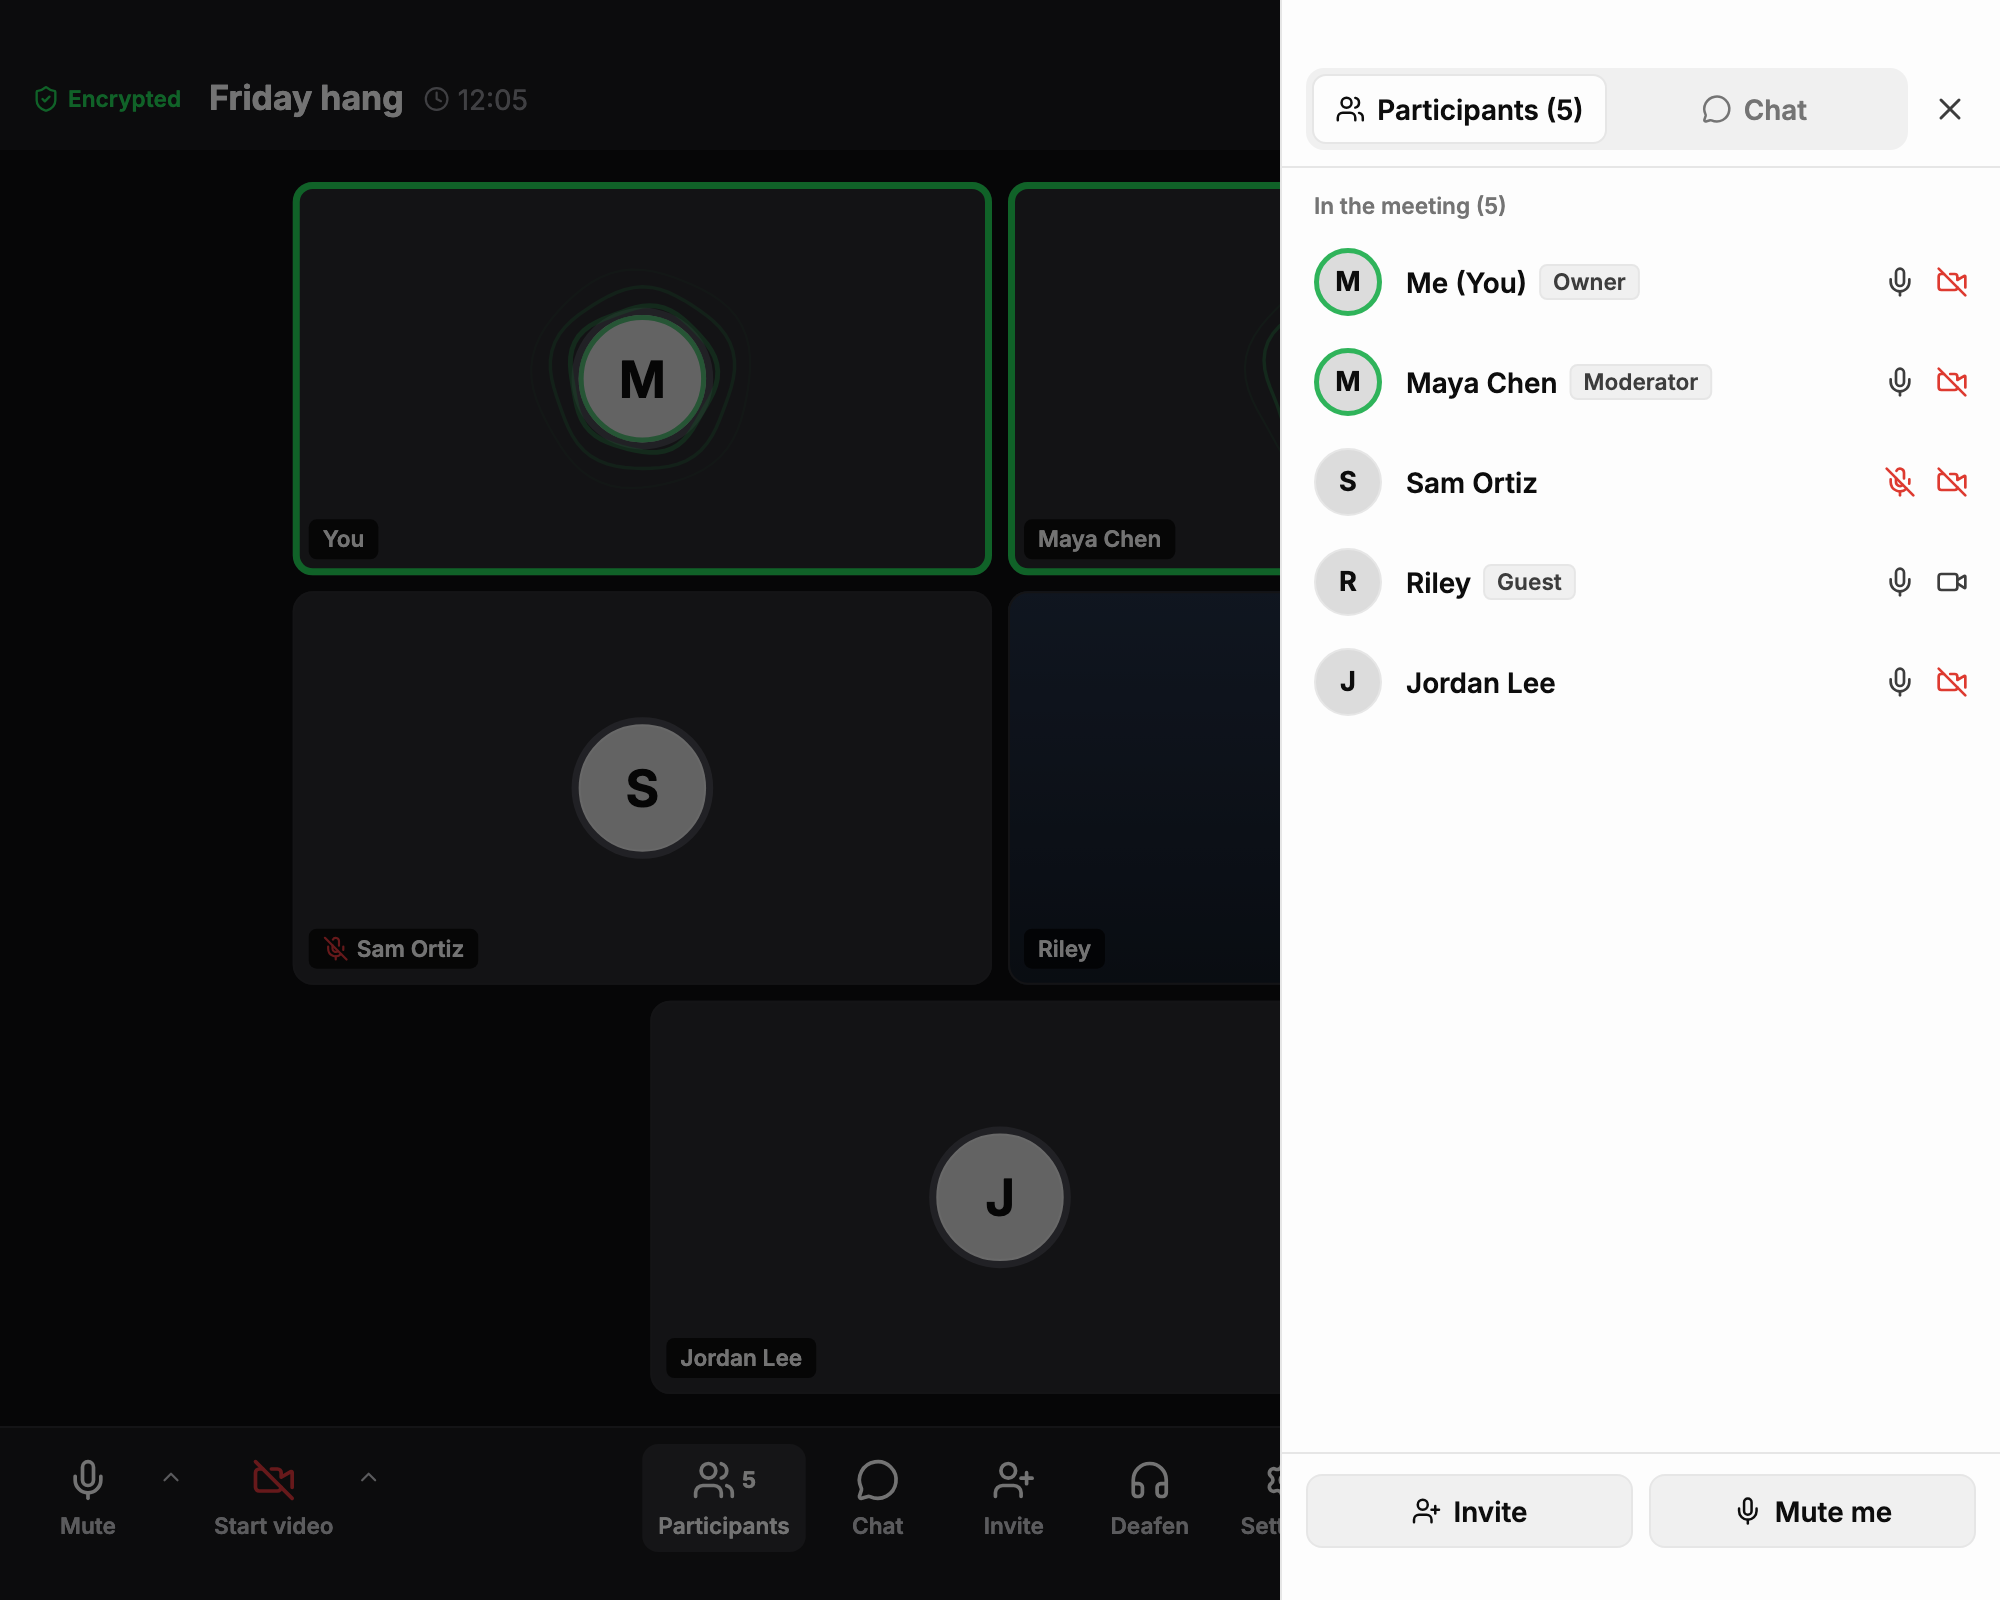 Encrypted Friday hang 12:05
Participants (5) Chat
In the meeting (5)
M Me (You) Owner
M Maya Chen Moderator
S Sam Ortiz
R Riley Guest
J Jordan Lee
Invite Mute me
M
You
Maya Chen
S
Sam Ortiz
Riley
J
Jordan Lee
5
Mute Start video Participants Chat Invite Deafen